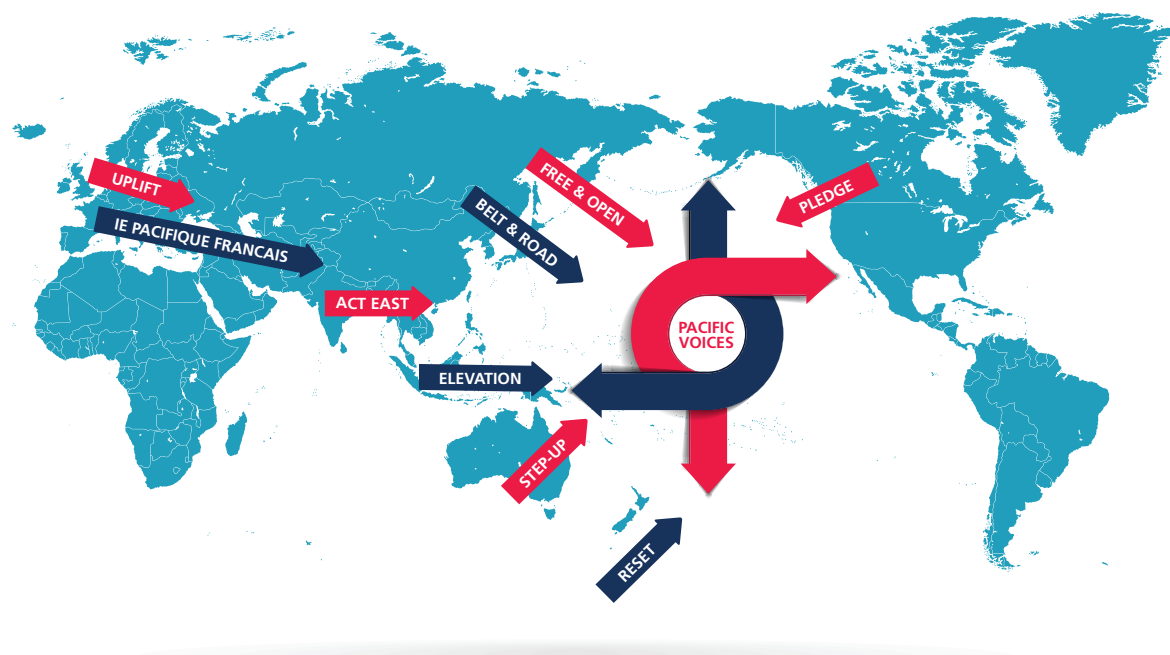 UPLIFT
IE PACIFIQUE FRANCAIS
ACT EAST
BELT & ROAD
FREE & OPEN
PLEDGE
PACIFIC
VOICES
ELEVATION
STEP-UP
RESET